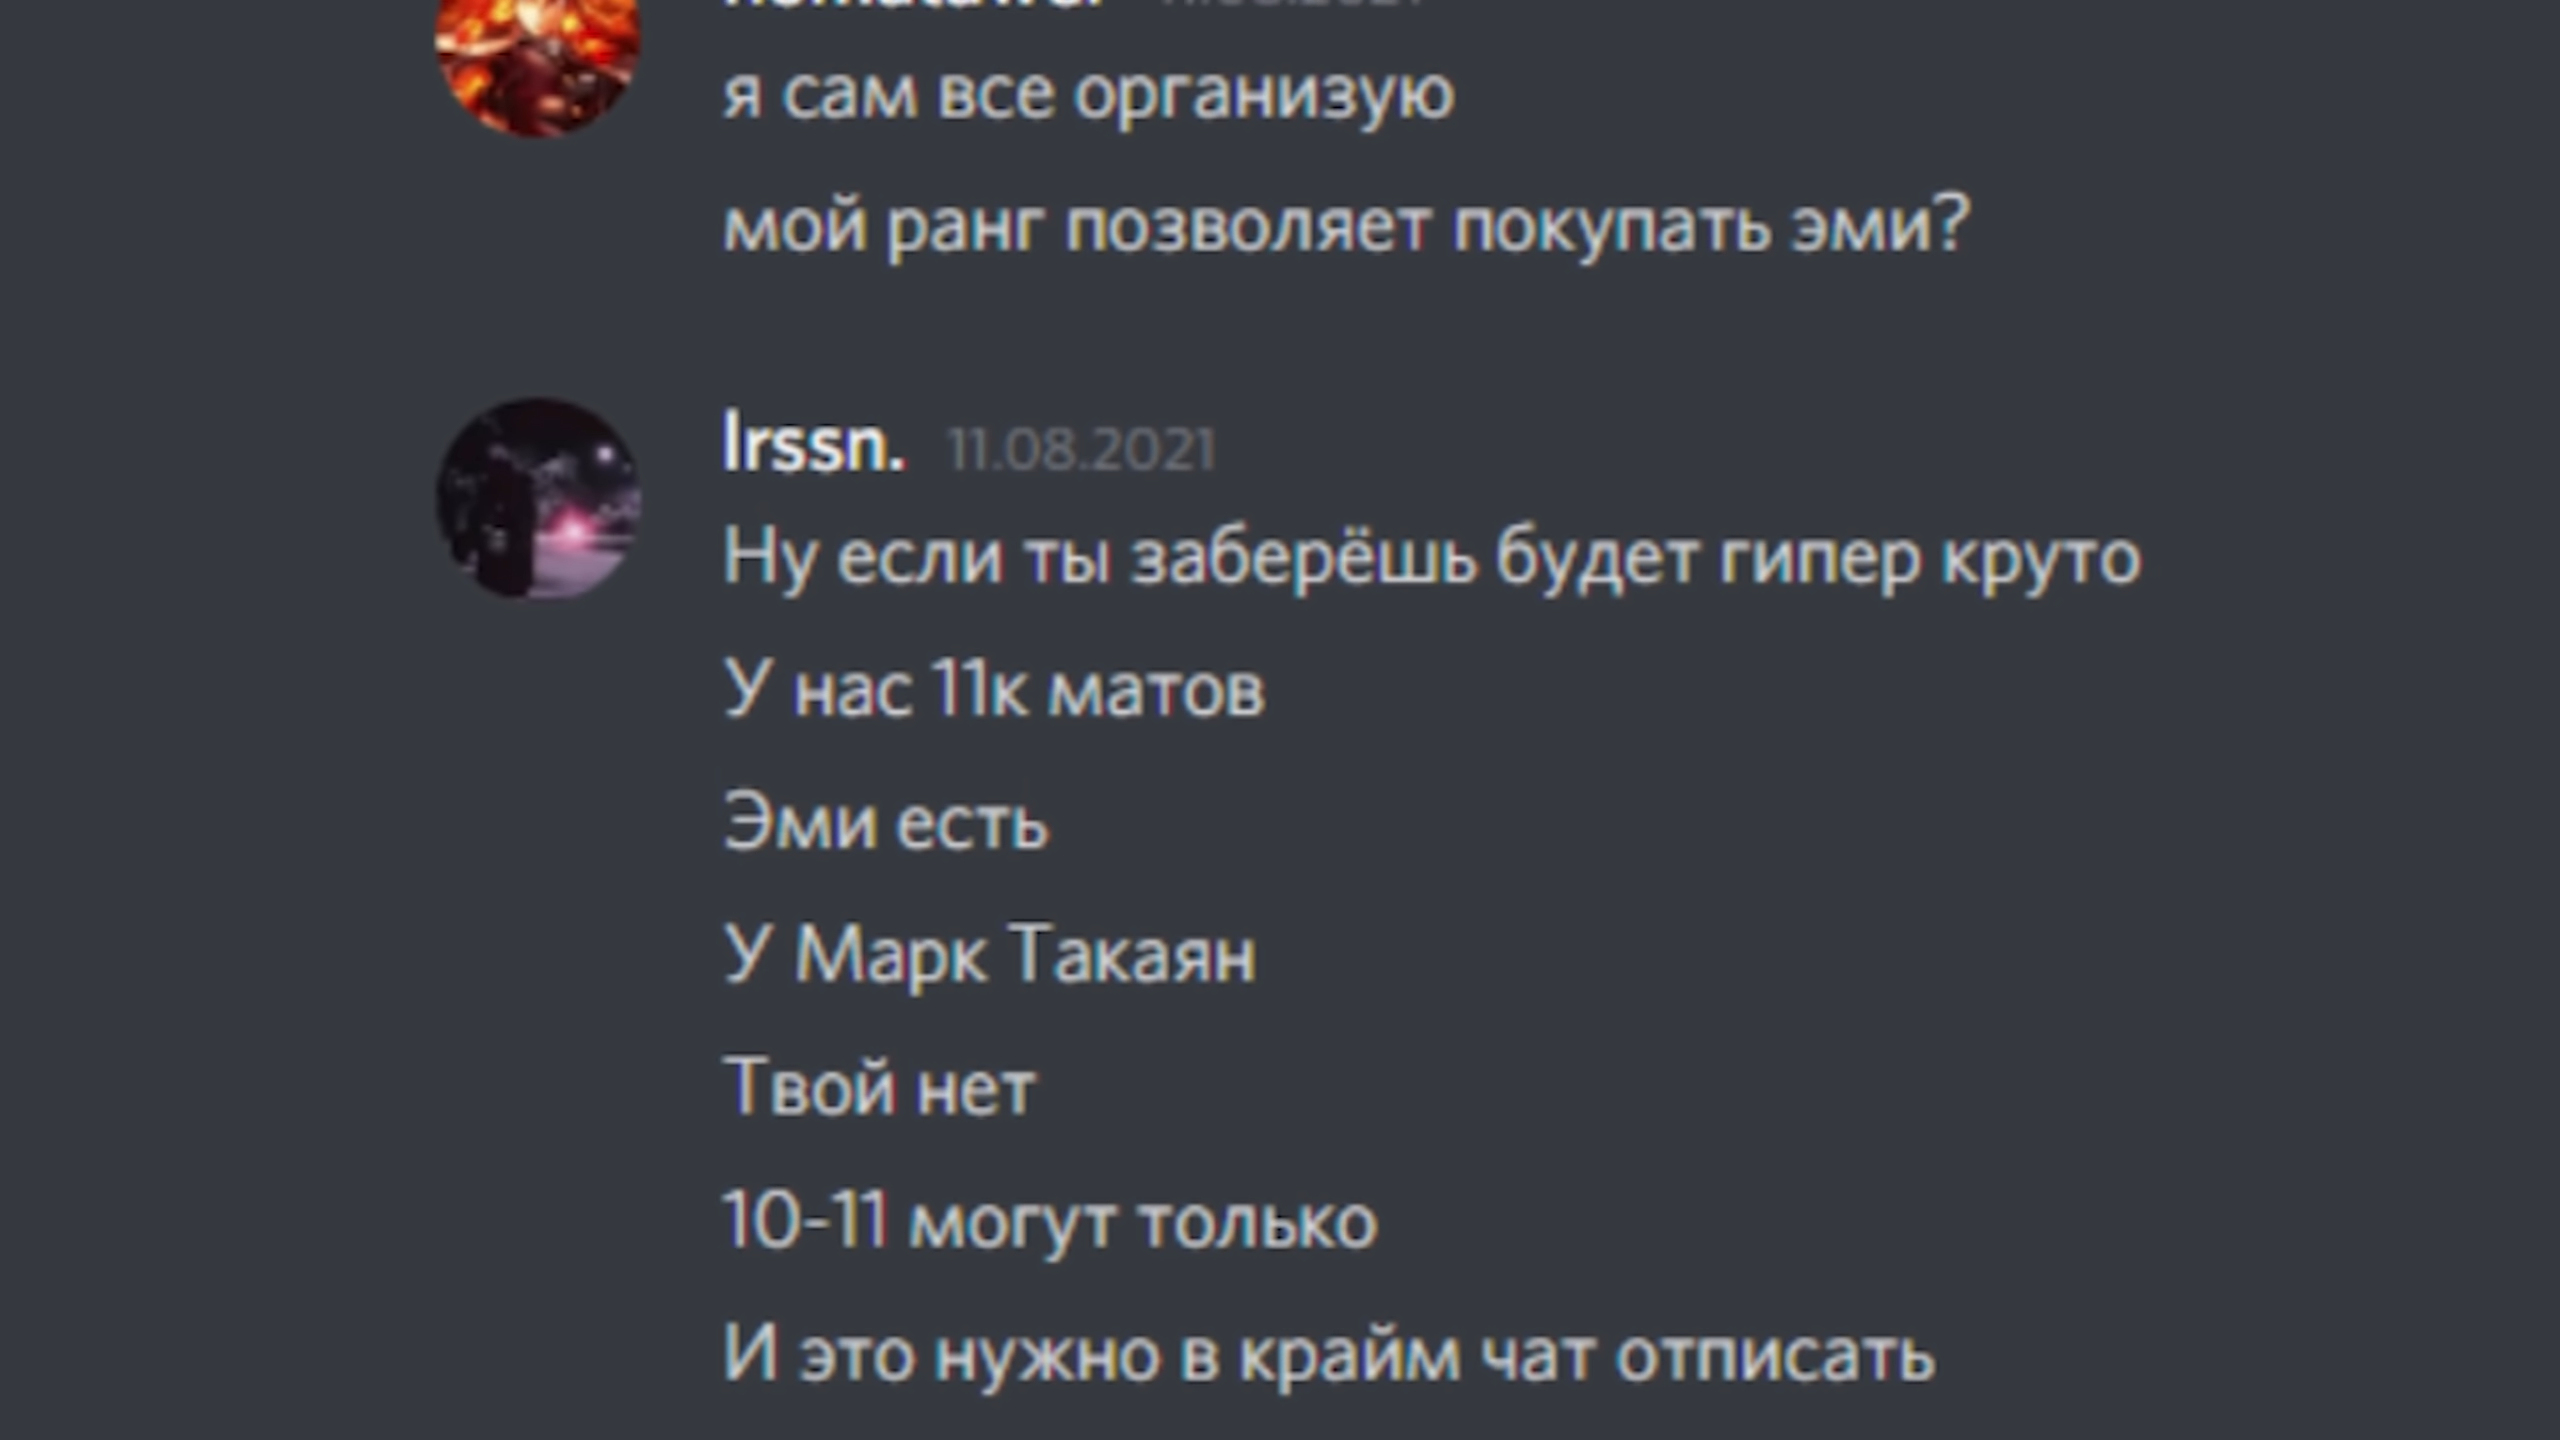 я сам все организую
мой ранг позволяет покупать эми?
lrssn. 11.08.2021
Ну если ты заберёшь будет гипер круто
У нас 11к матов
Эми есть
У Марк Такаян
Твой нет
10-11 могут только
И это нужно в крайм чат отписать